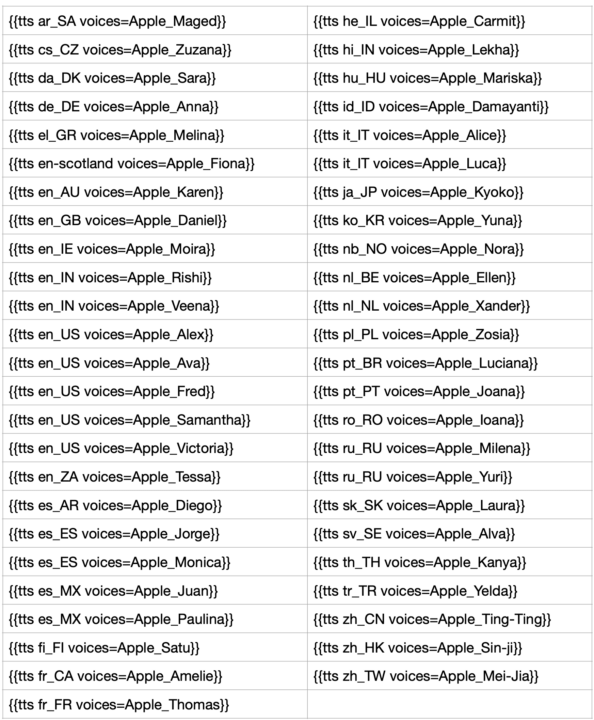 {{tts ar_SA voices=Apple_Maged}}
{{tts he_IL voices=Apple_Carmit}}
{{tts cs_CZ voices=Apple_Zuzana}}
{{tts hi_IN voices=Apple_Lekha}}
{{tts da_DK voices=Apple_Sara}}
{{tts hu_HU voices=Apple_Mariska}}
{{tts de_DE voices=Apple_Anna}}
{{tts id_ID voices=Apple_Damayanti}}
{{tts el_GR voices=Apple_Melina}}
{{tts it_IT voices=Apple_Alice}}
{{tts en-scotland voices=Apple_Fiona}}
{{tts it_IT voices=Apple_Luca}}
{{tts en_AU voices=Apple_Karen}}
{{tts ja_JP voices=Apple_Kyoko}}
{{tts en_GB voices=Apple_Daniel}}
{{tts ko_KR voices=Apple_Yuna}}
{{tts en_IE voices=Apple_Moira}}
{{tts nb_NO voices=Apple_Nora}}
{{tts en_IN voices=Apple_Rishi}}
{{tts nl_BE voices=Apple_Ellen}}
{{tts en_IN voices=Apple_Veena}}
{{tts nl_NL voices=Apple_Xander}}
{{tts en_US voices=Apple_Alex}}
{{tts pl_PL voices=Apple_Zosia}}
{{tts en_US voices=Apple_Ava}}
{{tts pt_BR voices=Apple_Luciana}}
{{tts en_US voices=Apple_Fred}}
{{tts pt_PT voices=Apple_Joana}}
{{tts en_US voices=Apple_Samantha}}
{{tts ro_RO voices=Apple_Ioana}}
{{tts en_US voices=Apple_Victoria}}
{{tts ru_RU voices=Apple_Milena}}
{{tts en_ZA voices=Apple_Tessa}}
{{tts ru_RU voices=Apple_Yuri}}
{{tts es_AR voices=Apple_Diego}}
{{tts sk_SK voices=Apple_Laura}}
{{tts es_ES voices=Apple_Jorge}}
{{tts sv_SE voices=Apple_Alva}}
{{tts es_ES voices=Apple_Monica}}
{{tts th_TH voices=Apple_Kanya}}
{{tts es_MX voices=Apple_Juan}}
{{tts tr_TR voices=Apple_Yelda}}
{{tts es_MX voices=Apple_Paulina}}
{{tts zh_CN voices=Apple_Ting-Ting}}
{{tts fi_FI voices=Apple_Satu}}
{{tts zh_HK voices=Apple_Sin-ji}}
{{tts fr_CA voices=Apple_Amelie}}
{{tts zh_TW voices=Apple_Mei-Jia}}
{{tts fr_FR voices=Apple_Thomas}}